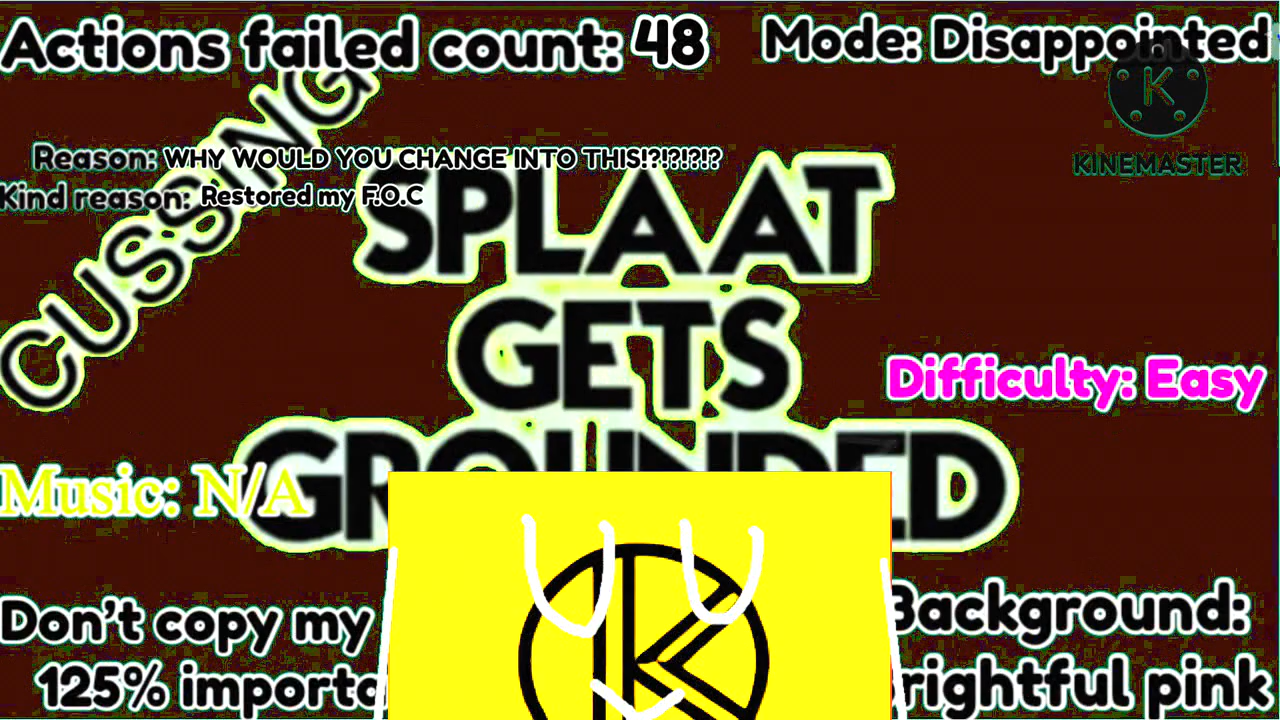 Actions failed count: 48
Mode: Disappointed
K
KINEMASTER
CUSSING
Reason: WHY WOULD YOU CHANGE INTO THIS!?!?!?!?
Kind reason: Restored my F.O.C
SPLAAT
GETS
GROUNDED
Difficulty: Easy
Music: N/A
K
Don't copy my
125% importa
Background:
rightful pink